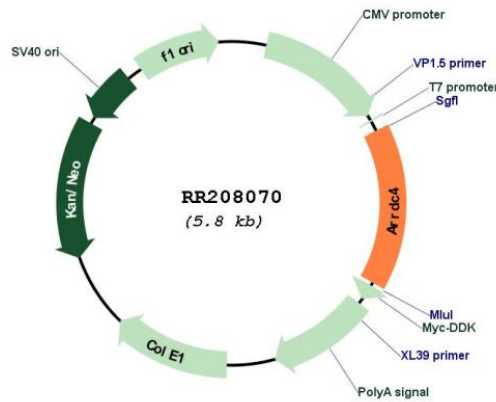 CMV promoter
f1 ori
SV40 ori
VP1.5 primer
T7 promoter
SgfI
Kan/Neo
RR208070
(5.8 kb)
Arrdc4
MluI
Myc-DDK
Col E1
XL39 primer
PolyA signal